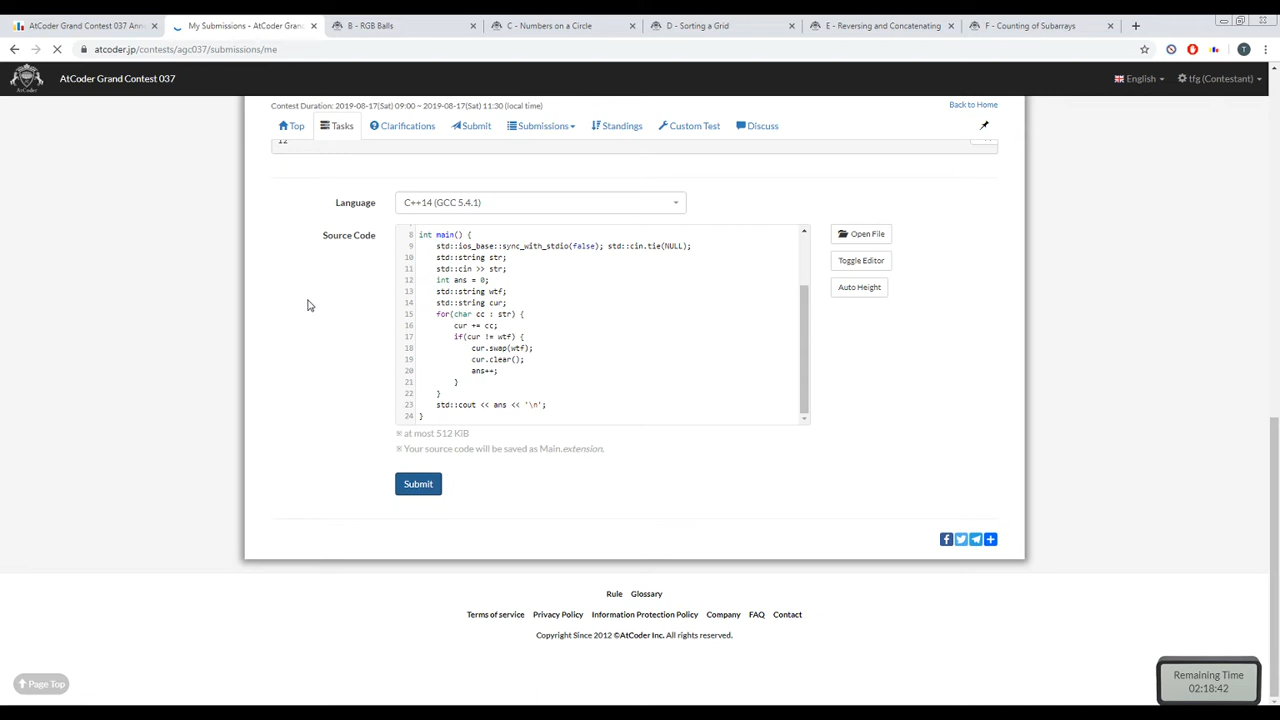 AtCoder Grand Contest 037 Ann
My Submissions - AtCoder Gran
B - RGB Balls
C - Numbers on a Circle
D - Sorting a Grid
E - Reversing and Concatenating
F - Counting of Subarrays
atcoder.jp/contests/agc037/submissions/me
T
AtCoder Grand Contest 037
English
tfg (Contestant)
Contest Duration: 2019-08-17(Sat) 09:00 ~ 2019-08-17(Sat) 11:30 (local time)
Back to Home
Top
Tasks
Clarifications
Submit
Submissions
Standings
Custom Test
Discuss
12
Language
C++14 (GCC 5.4.1)
Source Code
Open File
Toggle Editor
Auto Height
8 int main() {
9 std::ios_base::sync_with_stdio(false); std::cin.tie(NULL);
10 std::string str;
11 std::cin >> str;
12 int ans = 0;
13 std::string wtf;
14 std::string cur;
15 for(char cc : str) {
16 cur += cc;
17 if(cur != wtf) {
18 cur.swap(wtf);
19 cur.clear();
20 ans++;
21 }
22 }
23 std::cout << ans << '\n';
24 }
※ at most 512 KiB
※ Your source code will be saved as Main.extension.
Submit
Rule Glossary
Terms of service Privacy Policy Information Protection Policy Company FAQ Contact
Copyright Since 2012 ©AtCoder Inc. All rights reserved.
Page Top
Remaining Time
02:18:42